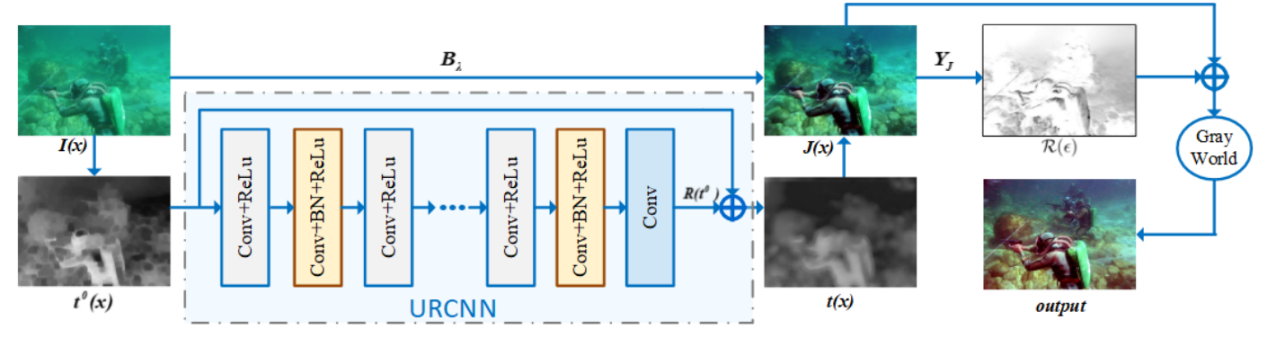 I(x)
B_λ
J(x)
Y_J
R(ϵ)
Gray
World
Conv+ReLu
Conv+BN+ReLu
Conv+ReLu
Conv+ReLu
Conv+BN+ReLu
Conv
R(t⁰)
URCNN
t⁰(x)
t(x)
output